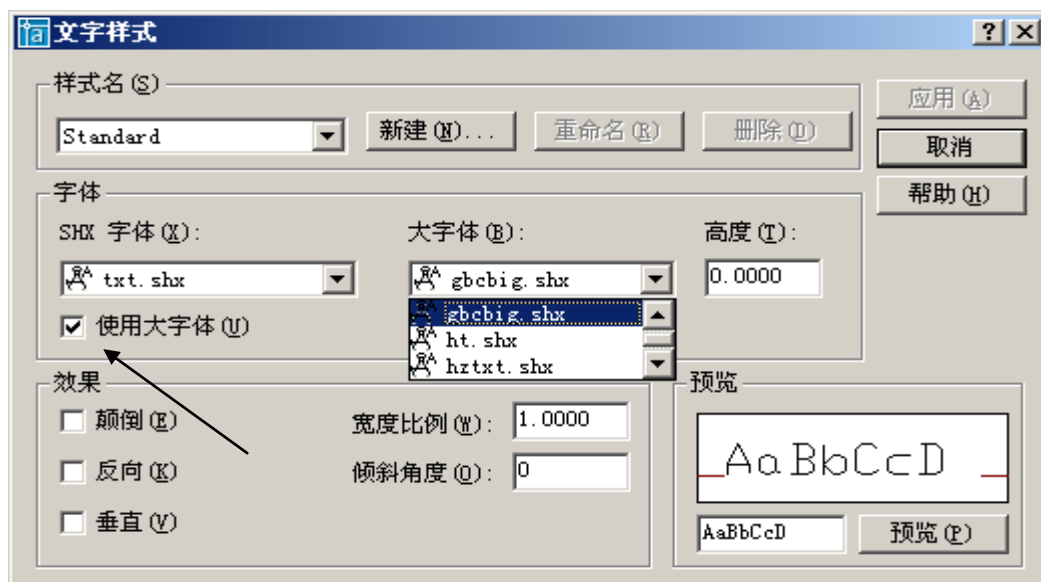 文字样式
样式名(S)
Standard 新建(N)... 重命名(R) 删除(D) 应用(A)
取消
帮助(H)
字体
SHX 字体(X): 大字体(B): 高度(T):
txt.shx gbcbig.shx 0.0000
使用大字体(U)
gbcbig.shx
ht.shx
hztxt.shx
效果
颠倒(E) 宽度比例(W): 1.0000
反向(K) 倾斜角度(O): 0
垂直(V)
预览
AaBbCcD
AaBbCcD 预览(P)